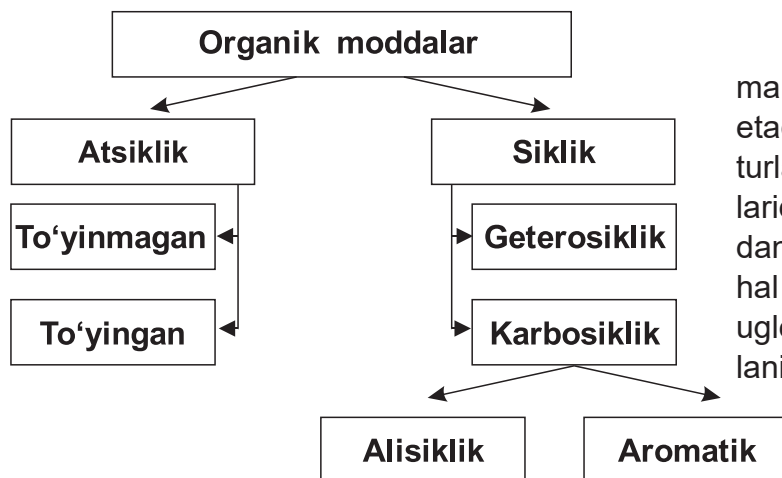 Organik moddalar
Atsiklik
Siklik
To‘yinmagan
Geterosiklik
To‘yingan
Karbosiklik
Alisiklik
Aromatik